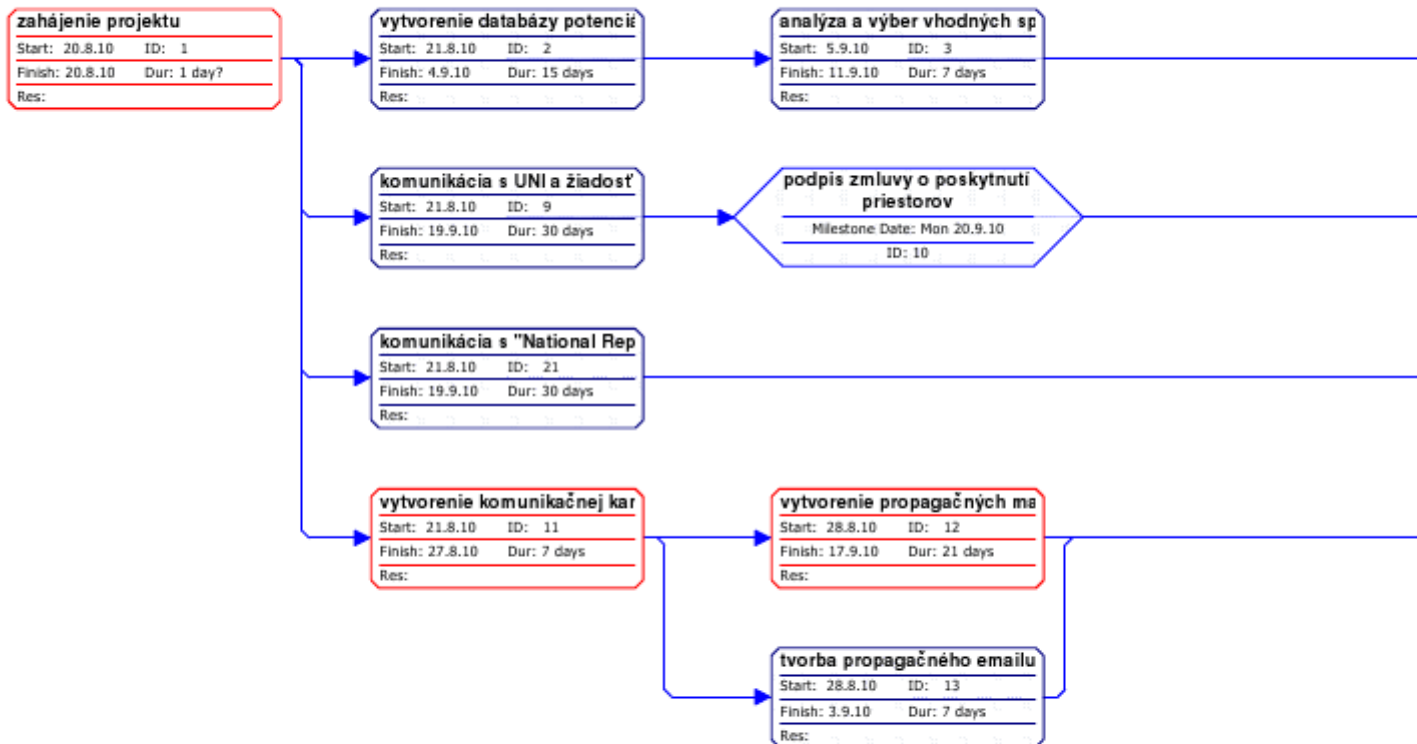 zahájenie projektu
Start: 20.8.10 ID: 1
Finish: 20.8.10 Dur: 1 day?
Res:
vytvorenie databázy potenciá
Start: 21.8.10 ID: 2
Finish: 4.9.10 Dur: 15 days
Res:
analýza a výber vhodných sp
Start: 5.9.10 ID: 3
Finish: 11.9.10 Dur: 7 days
Res:
komunikácia s UNI a žiadosť
Start: 21.8.10 ID: 9
Finish: 19.9.10 Dur: 30 days
Res:
podpis zmluvy o poskytnutí
priestorov
Milestone Date: Mon 20.9.10
ID: 10
komunikácia s "National Rep
Start: 21.8.10 ID: 21
Finish: 19.9.10 Dur: 30 days
Res:
vytvorenie komunikačnej kar
Start: 21.8.10 ID: 11
Finish: 27.8.10 Dur: 7 days
Res:
vytvorenie propagačných ma
Start: 28.8.10 ID: 12
Finish: 17.9.10 Dur: 21 days
Res:
tvorba propagačného emailu
Start: 28.8.10 ID: 13
Finish: 3.9.10 Dur: 7 days
Res: